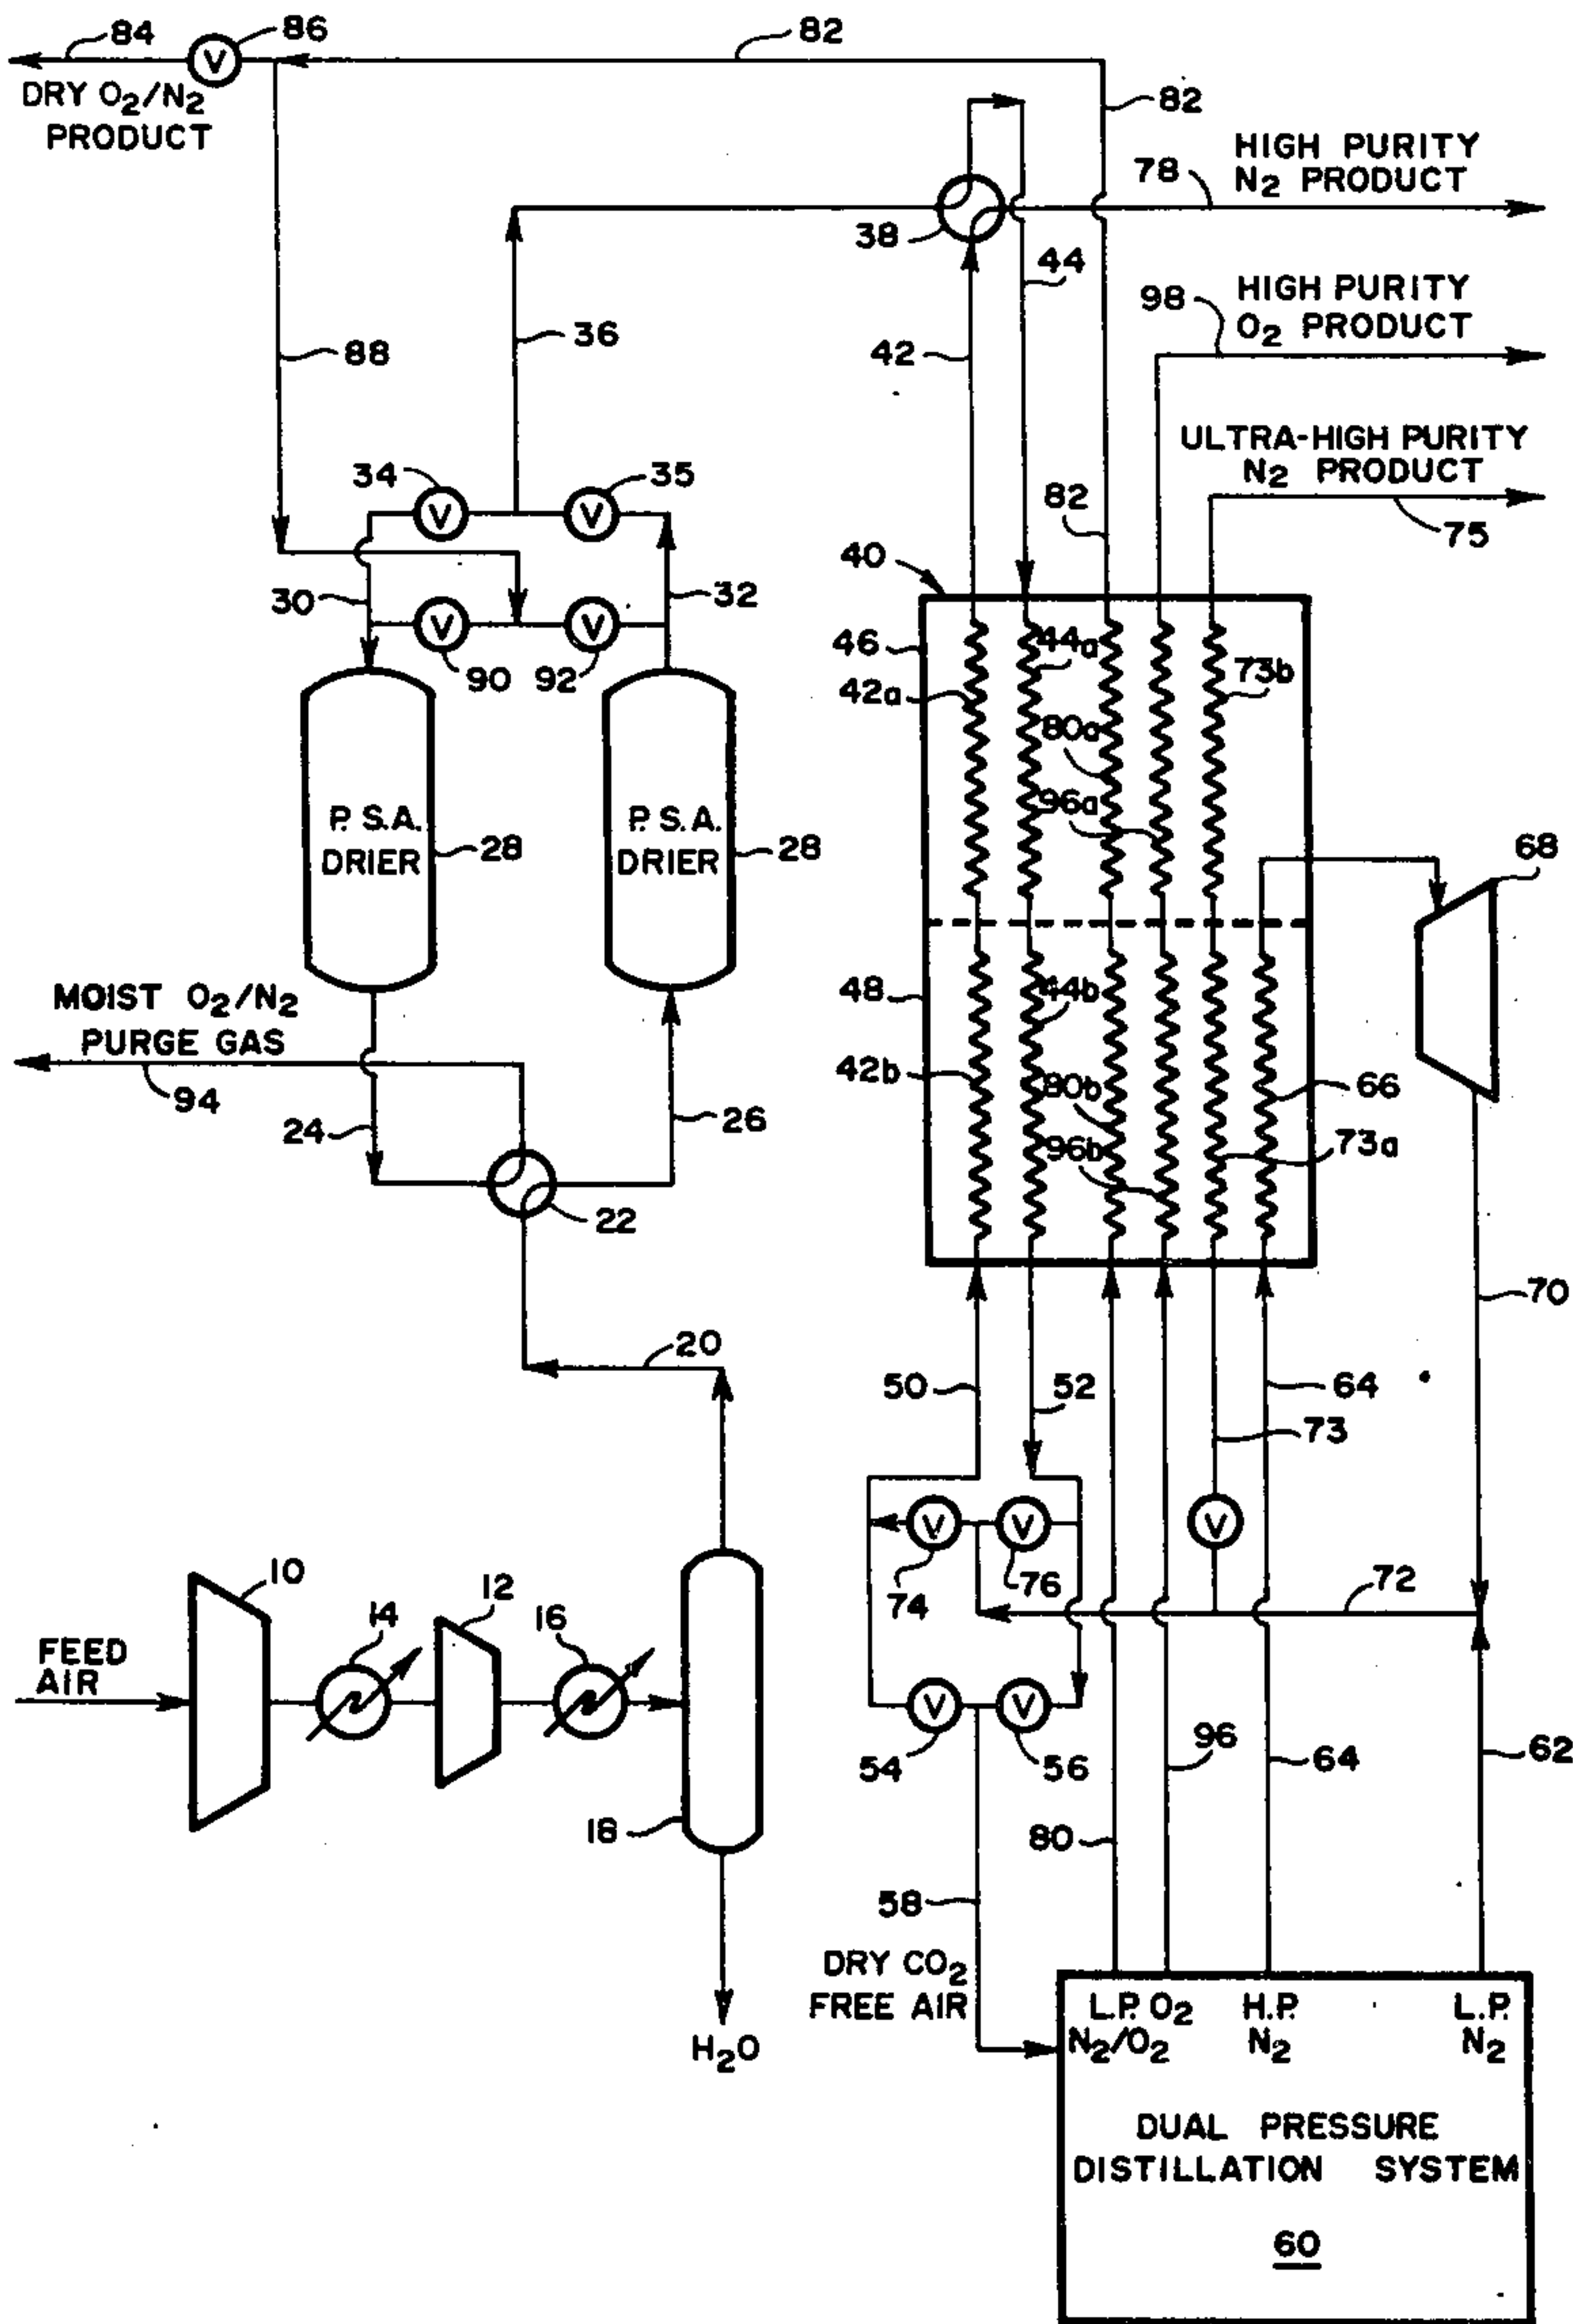 84
86
82
DRY O2/N2
PRODUCT
82
HIGH PURITY
N2 PRODUCT
78
38
44
98
HIGH PURITY
O2 PRODUCT
36
42
88
ULTRA-HIGH PURITY
N2 PRODUCT
75
34
35
V
V
V
82
40
30
32
V
V
90
92
46
44a
42a
73b
80a
96a
P. S. A.
DRIER
28
P. S. A.
DRIER
28
68
MOIST O2/N2
PURGE GAS
94
48
44b
42b
80b
66
24
26
96b
73a
22
70
20
50
52
64
73
V
V
V
74
76
72
10
12
14
16
FEED
AIR
V
V
54
56
96
64
62
18
80
58
DRY CO2
FREE AIR
H2O
L.P. O2
N2/O2
H.P.
N2
L.P.
N2
DUAL PRESSURE
DISTILLATION SYSTEM
60